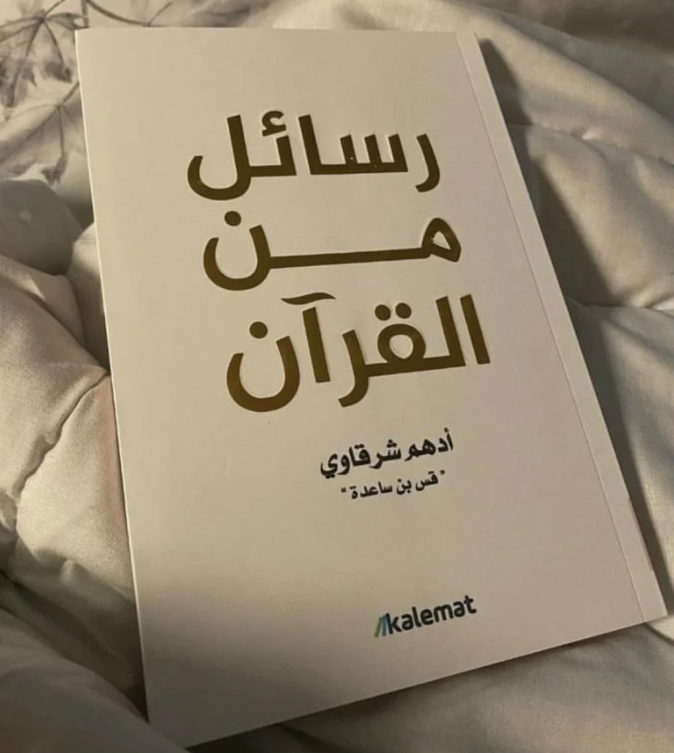 رسائل
من
القرآن
أدهم شرقاوي
"قس بن ساعدة"
kalemat